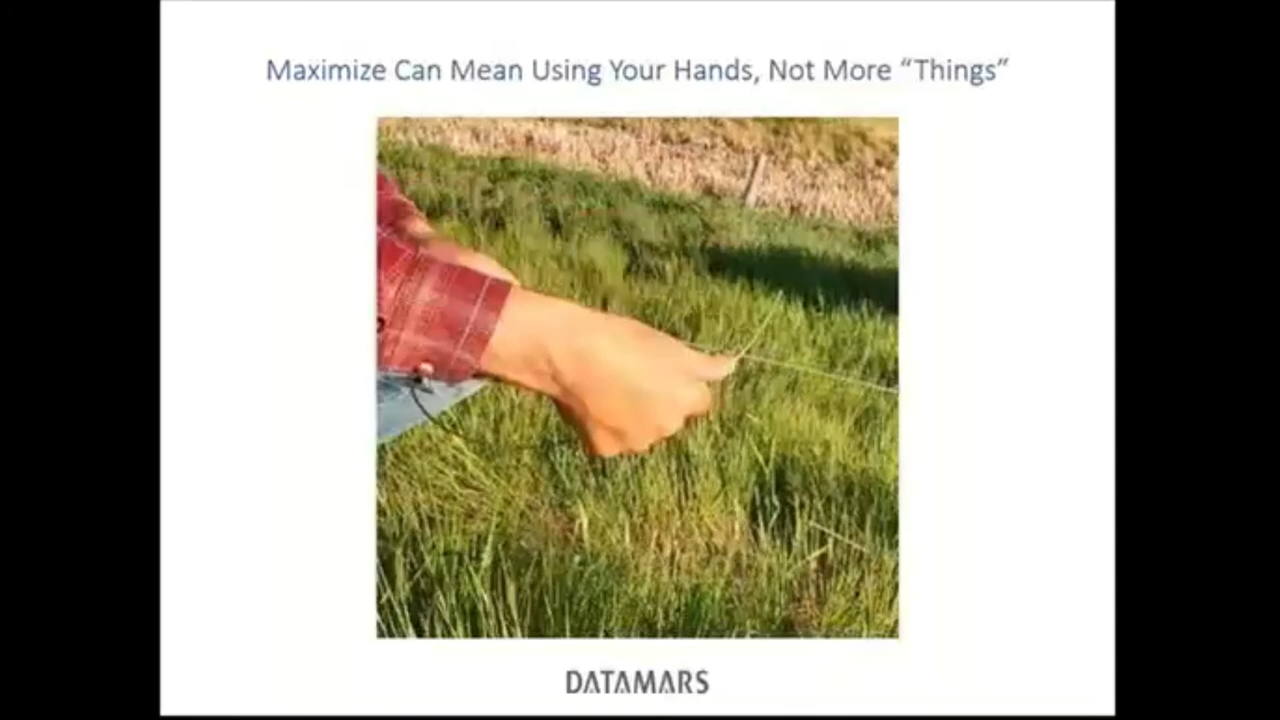 Maximize Can Mean Using Your Hands, Not More “Things”
DATAMARS